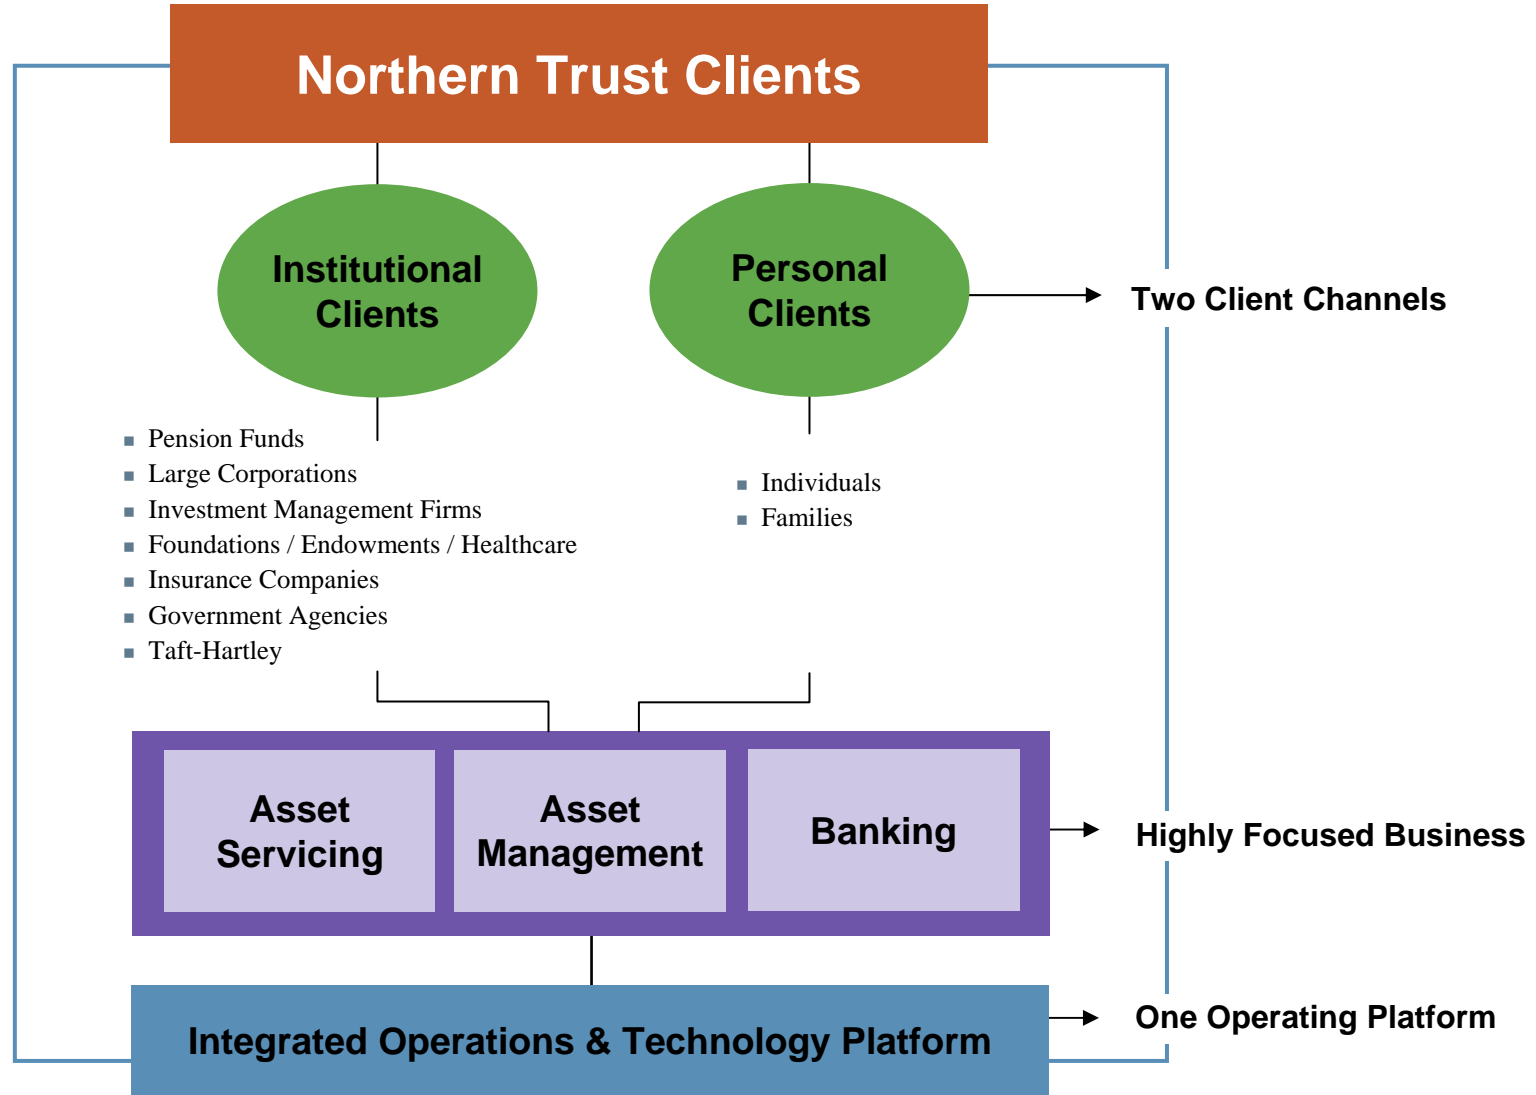 Northern Trust Clients
Institutional
Clients
Personal
Clients
Two Client Channels
Pension Funds
Large Corporations
Investment Management Firms
Foundations / Endowments / Healthcare
Insurance Companies
Government Agencies
Taft-Hartley
Individuals
Families
Asset
Servicing
Asset
Management
Banking
Highly Focused Business
Integrated Operations & Technology Platform
One Operating Platform